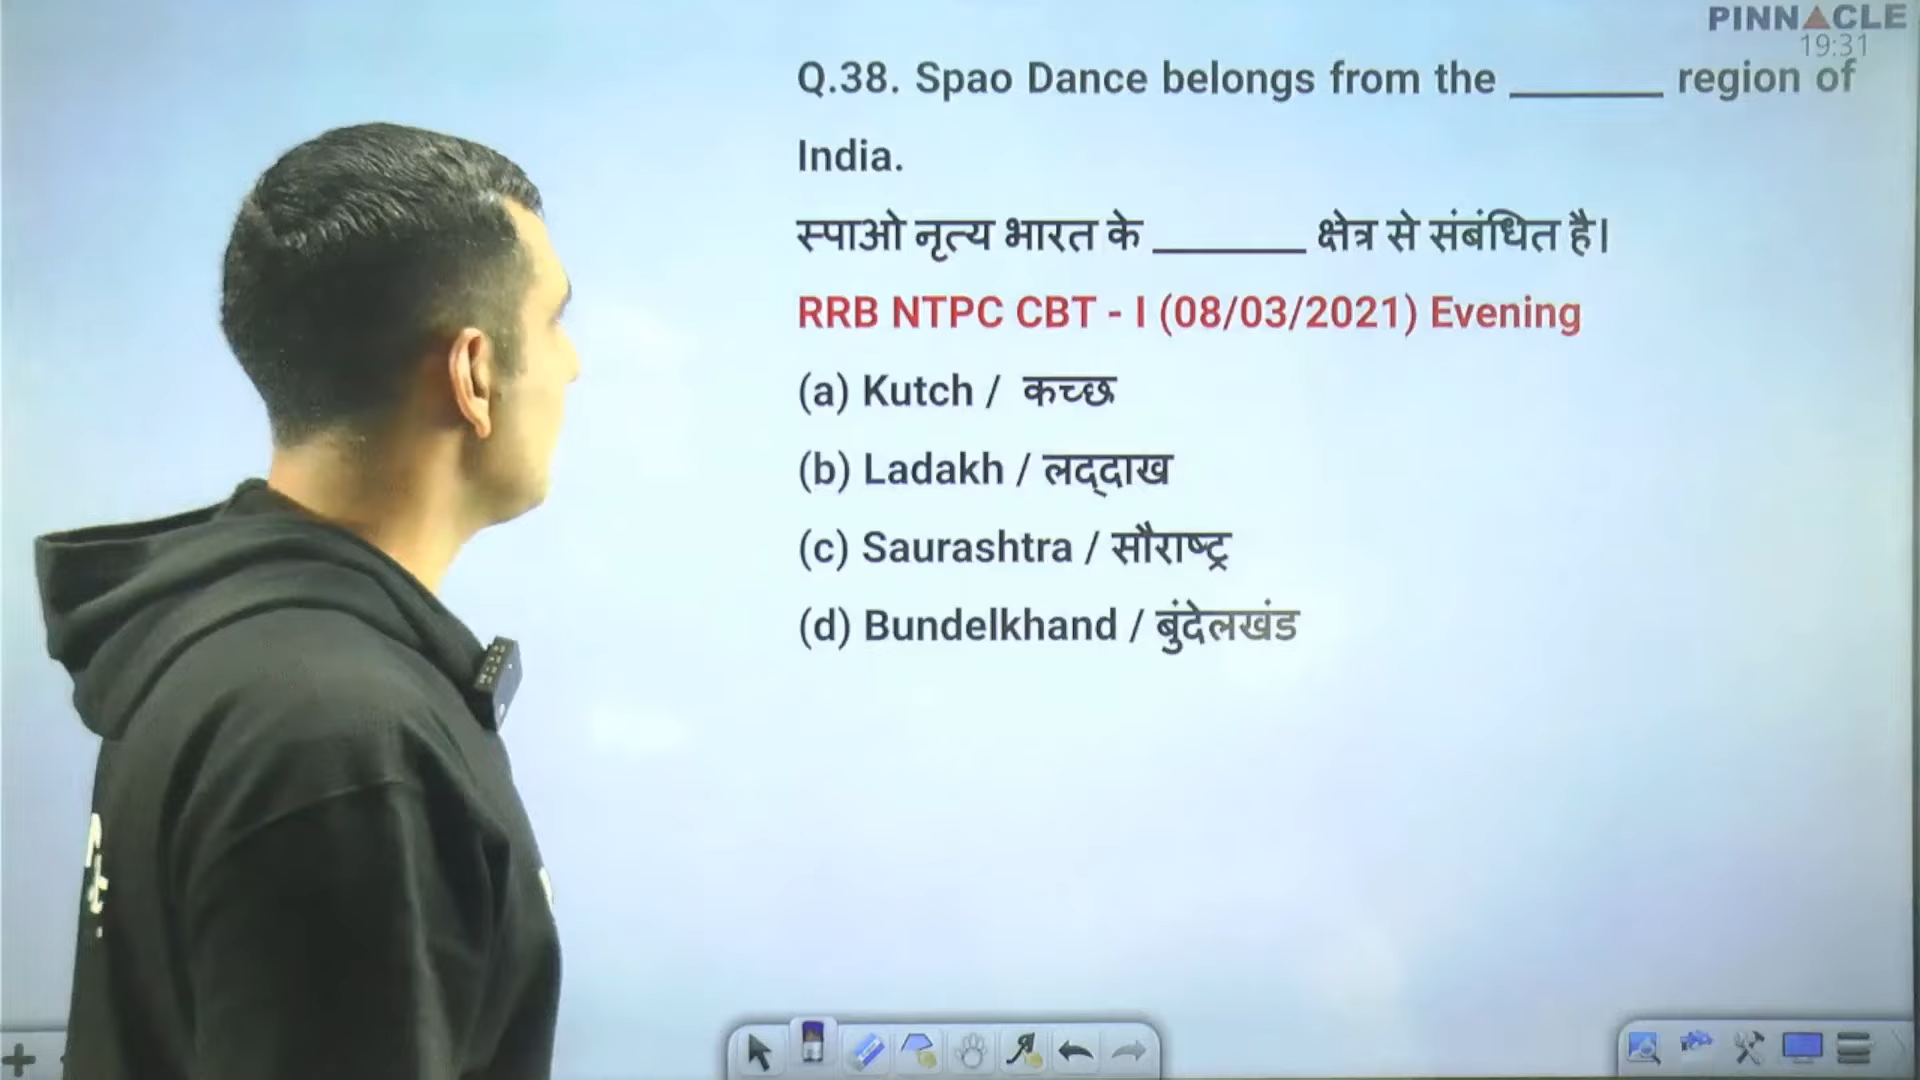 PINNACLE
19:31
Q.38. Spao Dance belongs from the _______ region of
India.
स्पाओ नृत्य भारत के _______ क्षेत्र से संबंधित है।
RRB NTPC CBT - I (08/03/2021) Evening
(a) Kutch / कच्छ
(b) Ladakh / लद्दाख
(c) Saurashtra / सौराष्ट्र
(d) Bundelkhand / बुंदेलखंड